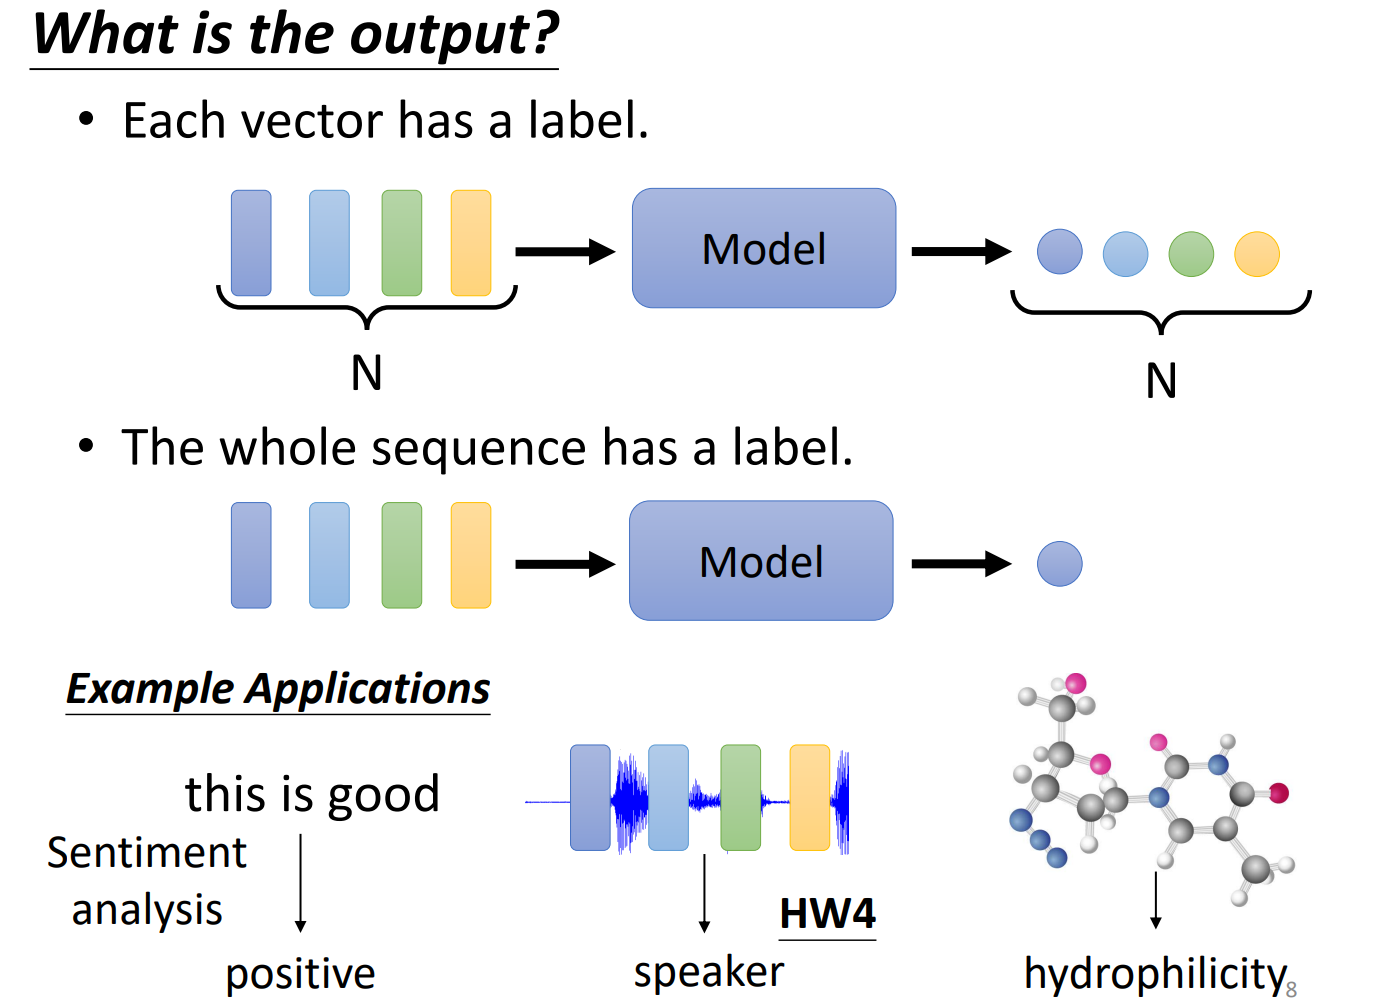 What is the output?
• Each vector has a label.
Model
N
N
• The whole sequence has a label.
Model
Example Applications
this is good
Sentiment
analysis
positive
HW4
speaker
hydrophilicity
8